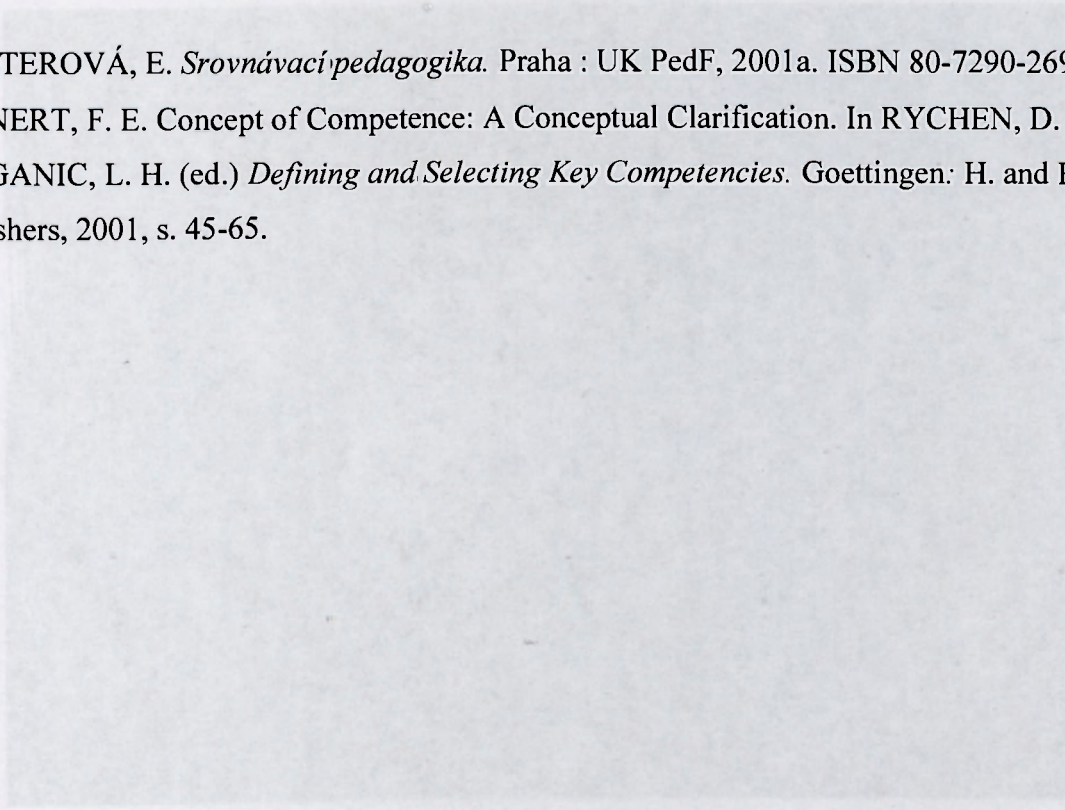 TEROVÁ, E. Srovnávací pedagogika. Praha : UK PedF, 2001a. ISBN 80-7290-269
NERT, F. E. Concept of Competence: A Conceptual Clarification. In RYCHEN, D.
GANIC, L. H. (ed.) Defining and Selecting Key Competencies. Goettingen: H. and H
shers, 2001, s. 45-65.